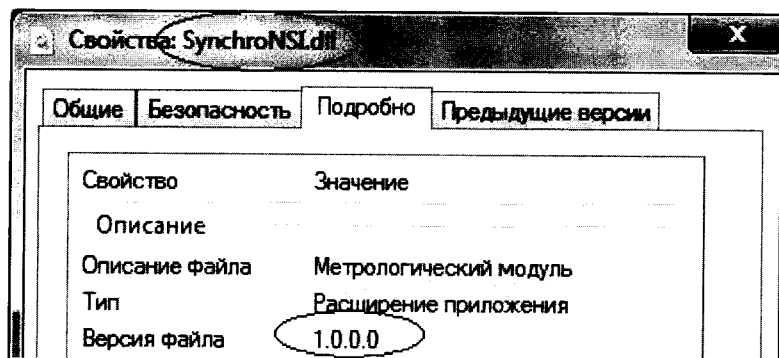 Свойства: SynchroNSI.dll
Общие Безопасность Подробно Предыдущие версии
Свойство Значение
Описание
Описание файла Метрологический модуль
Тип Расширение приложения
Версия файла 1.0.0.0